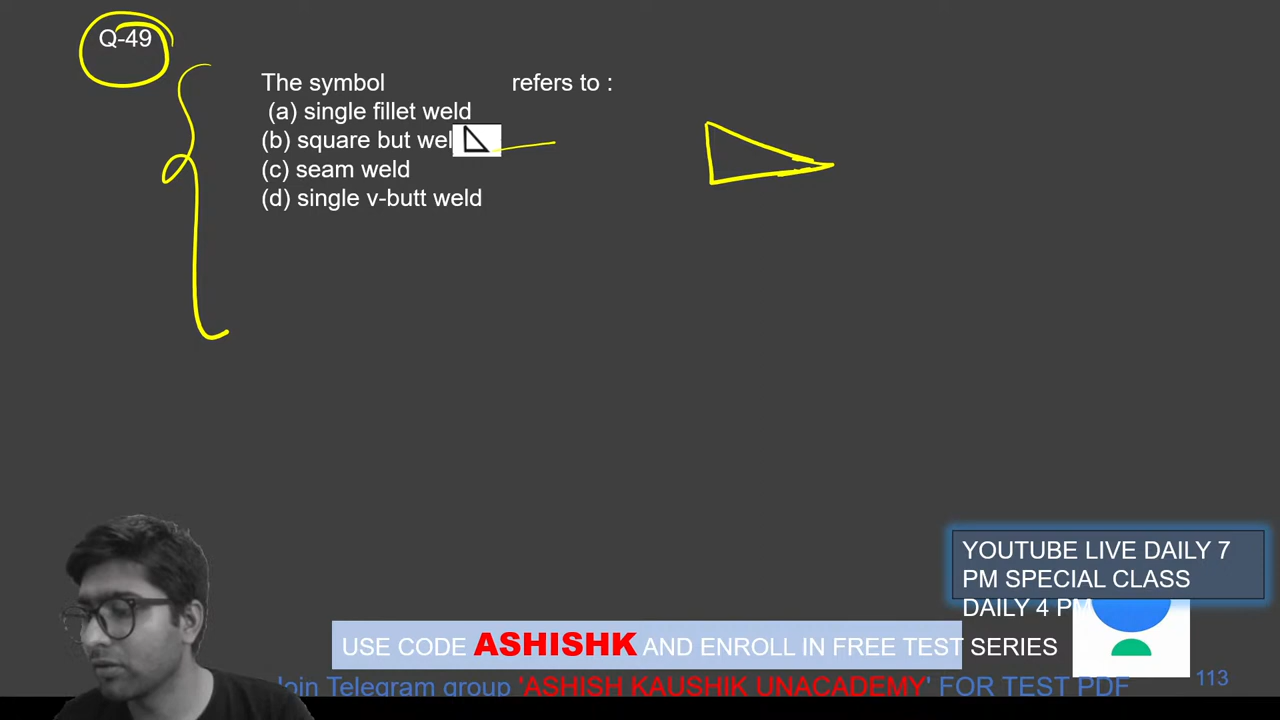 Q-49
The symbol refers to :
(a) single fillet weld
(b) square but wel
(c) seam weld
(d) single v-butt weld
YOUTUBE LIVE DAILY 7
PM SPECIAL CLASS
DAILY 4 PM
USE CODE ASHISHK AND ENROLL IN FREE TEST SERIES
Join Telegram group 'ASHISH KAUSHIK UNACADEMY' FOR TEST PDF
113